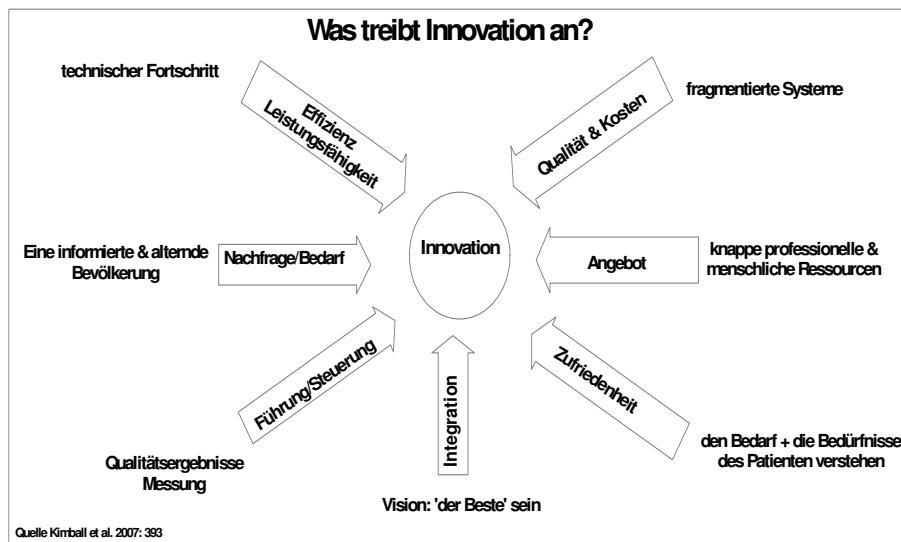 Was treibt Innovation an?
technischer Fortschritt
Effizienz
Leistungsfähigkeit
fragmentierte Systeme
Qualität & Kosten
Eine informierte & alternde
Bevölkerung
Nachfrage/Bedarf
Innovation
Angebot
knappe professionelle &
menschliche Ressourcen
Führung/Steuerung
Qualitätsergebnisse
Messung
Integration
Vision: 'der Beste' sein
Zufriedenheit
den Bedarf + die Bedürfnisse
des Patienten verstehen
Quelle Kimball et al. 2007: 393